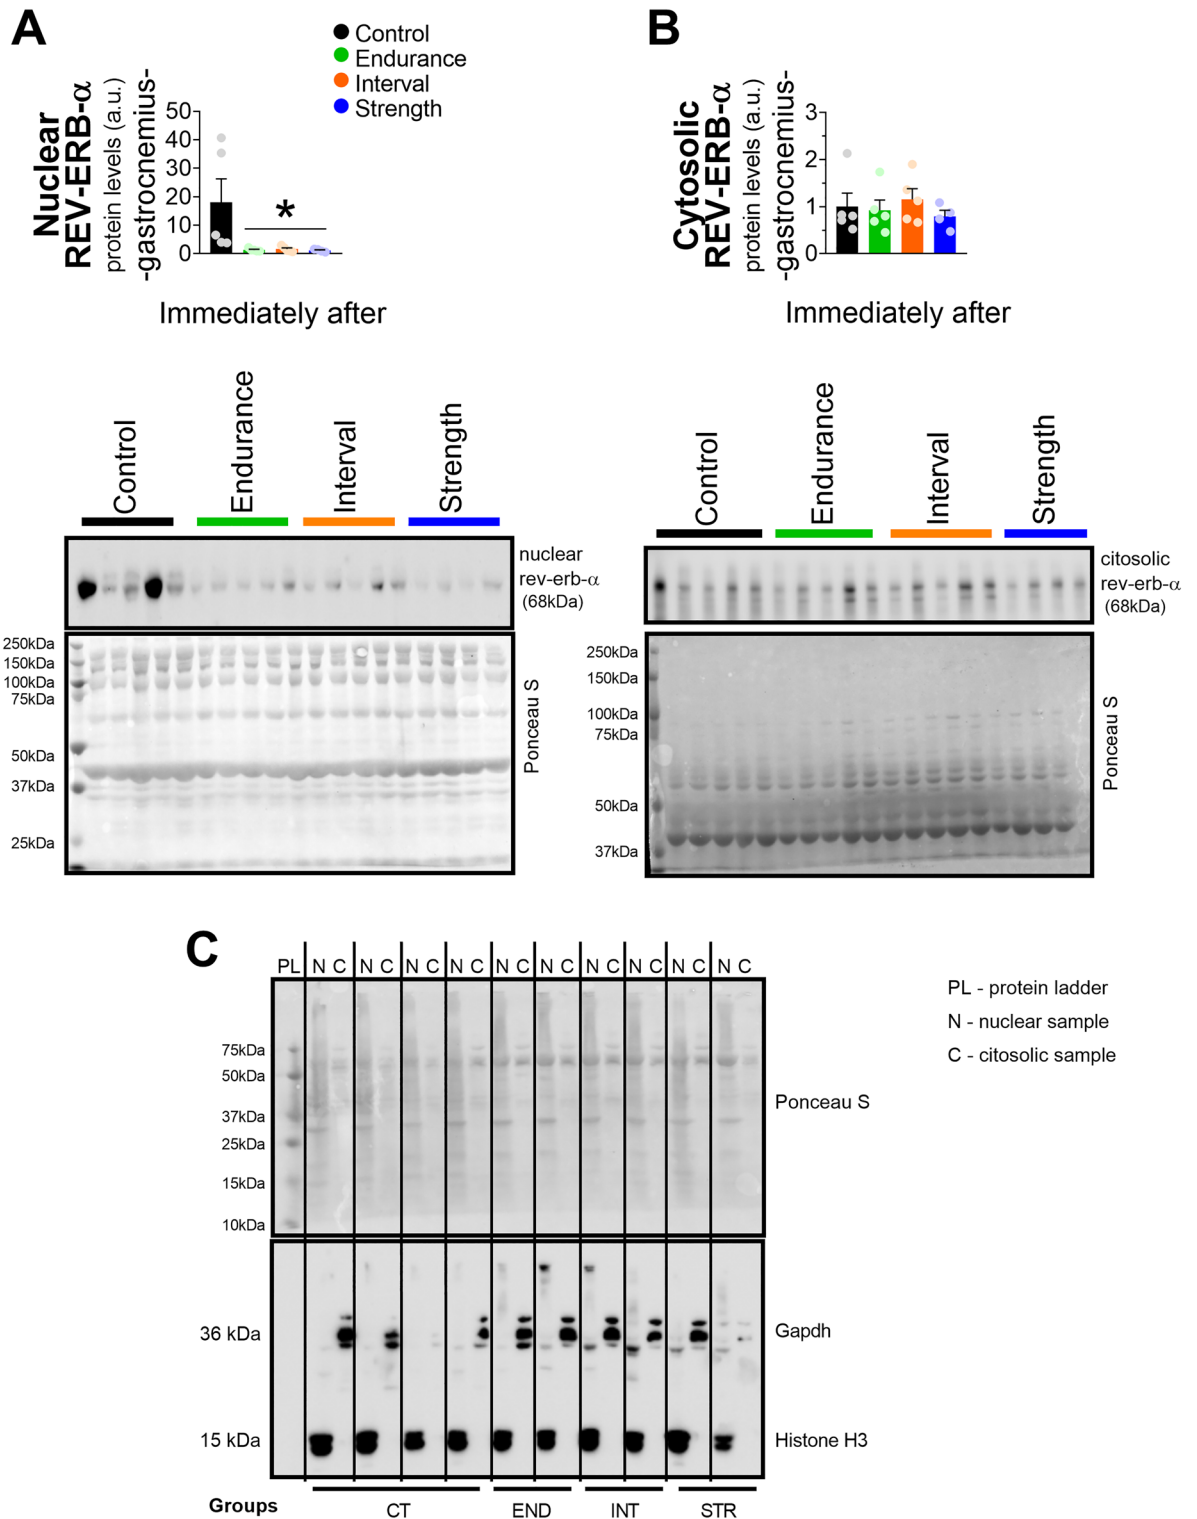 A
Control
Endurance
Interval
Strength
Nuclear
REV-ERB-α
protein levels (a.u.)
-gastrocnemius-
50
40
30
20
10
0
*
Immediately after
B
Cytosolic
REV-ERB-α
protein levels (a.u.)
-gastrocnemius-
3
2
1
0
Immediately after
Control
Endurance
Interval
Strength
nuclear
rev-erb-α
(68kDa)
250kDa
150kDa
100kDa
75kDa
50kDa
37kDa
25kDa
Ponceau S
Control
Endurance
Interval
Strength
citosolic
rev-erb-α
(68kDa)
250kDa
150kDa
100kDa
75kDa
50kDa
37kDa
Ponceau S
C
PL N C N C N C N C N C N C N C N C N C N C
75kDa
50kDa
37kDa
25kDa
15kDa
10kDa
Ponceau S
36 kDa
Gapdh
15 kDa
Histone H3
Groups CT END INT STR
PL - protein ladder
N - nuclear sample
C - citosolic sample